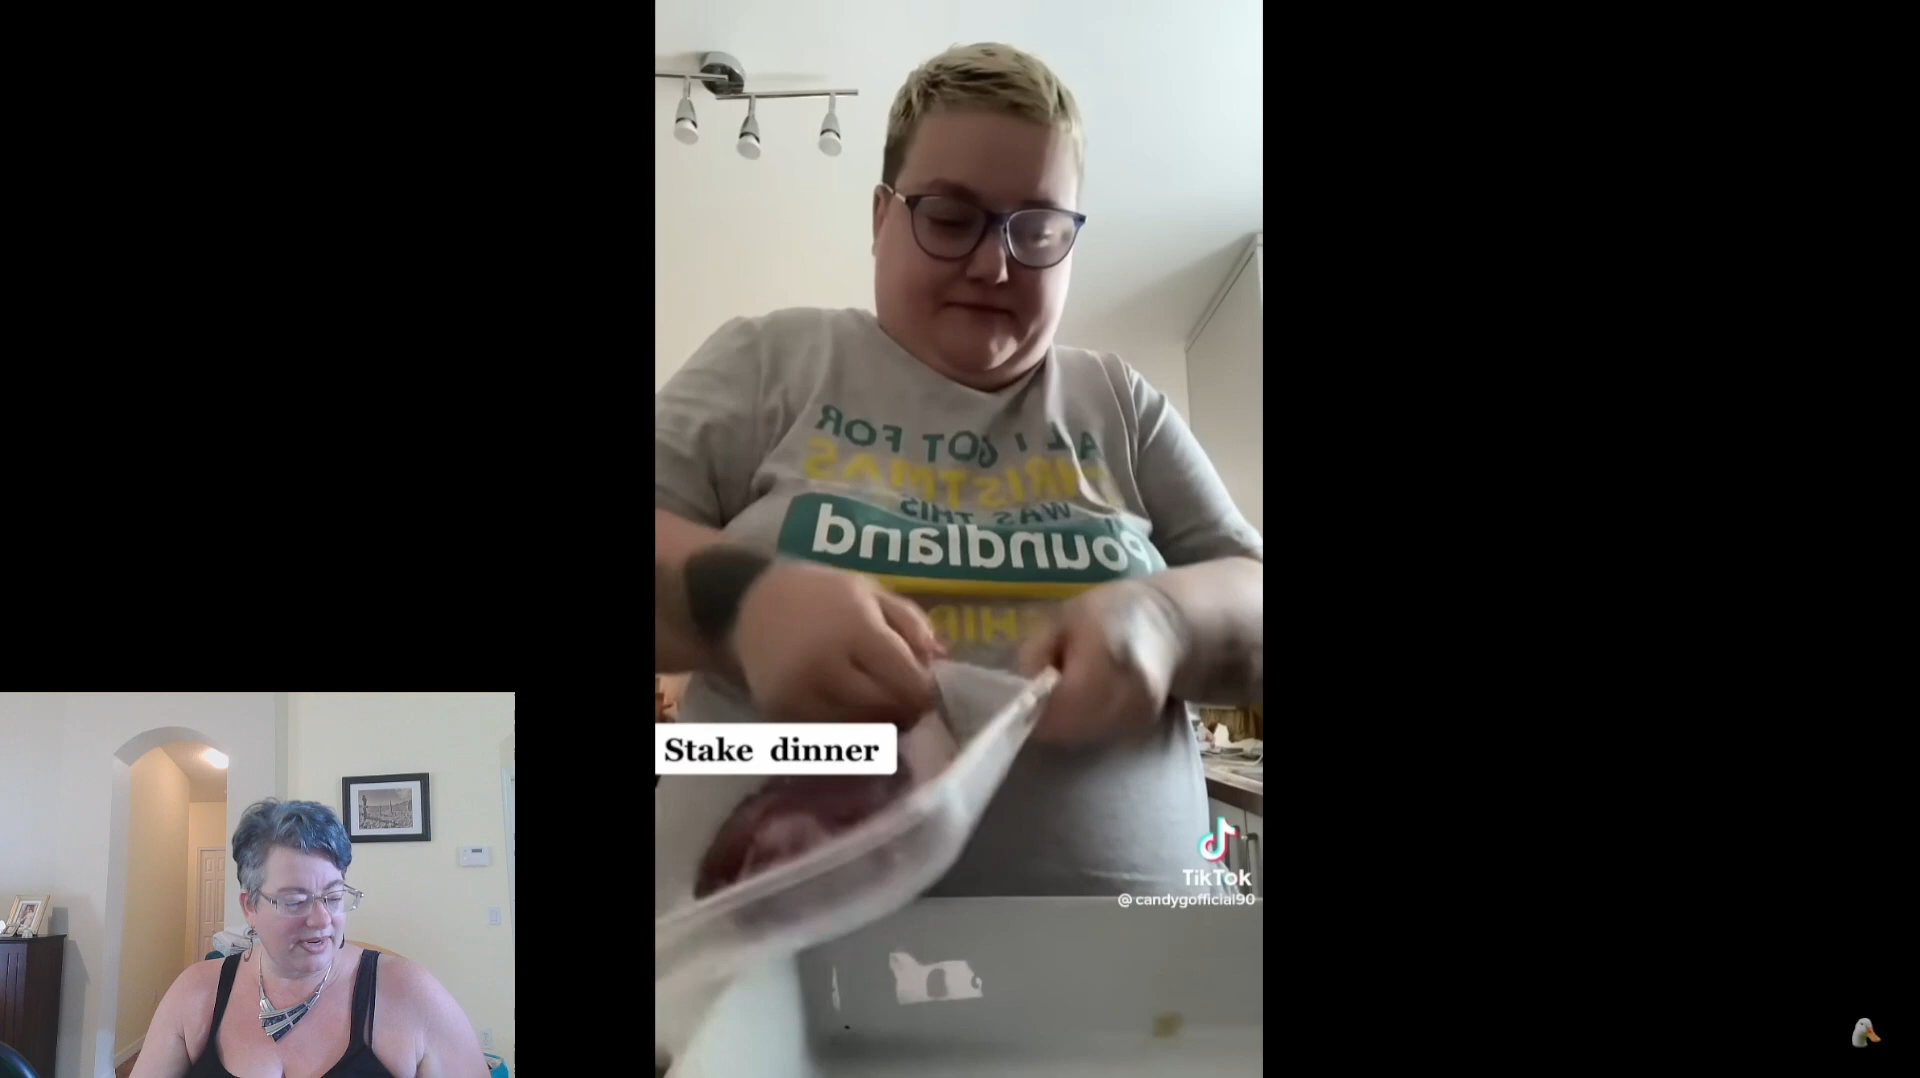 ALL I GOT FOR
CHRISTMAS
WAS THIS
Poundland
Stake dinner
TikTok
@candygofficial90